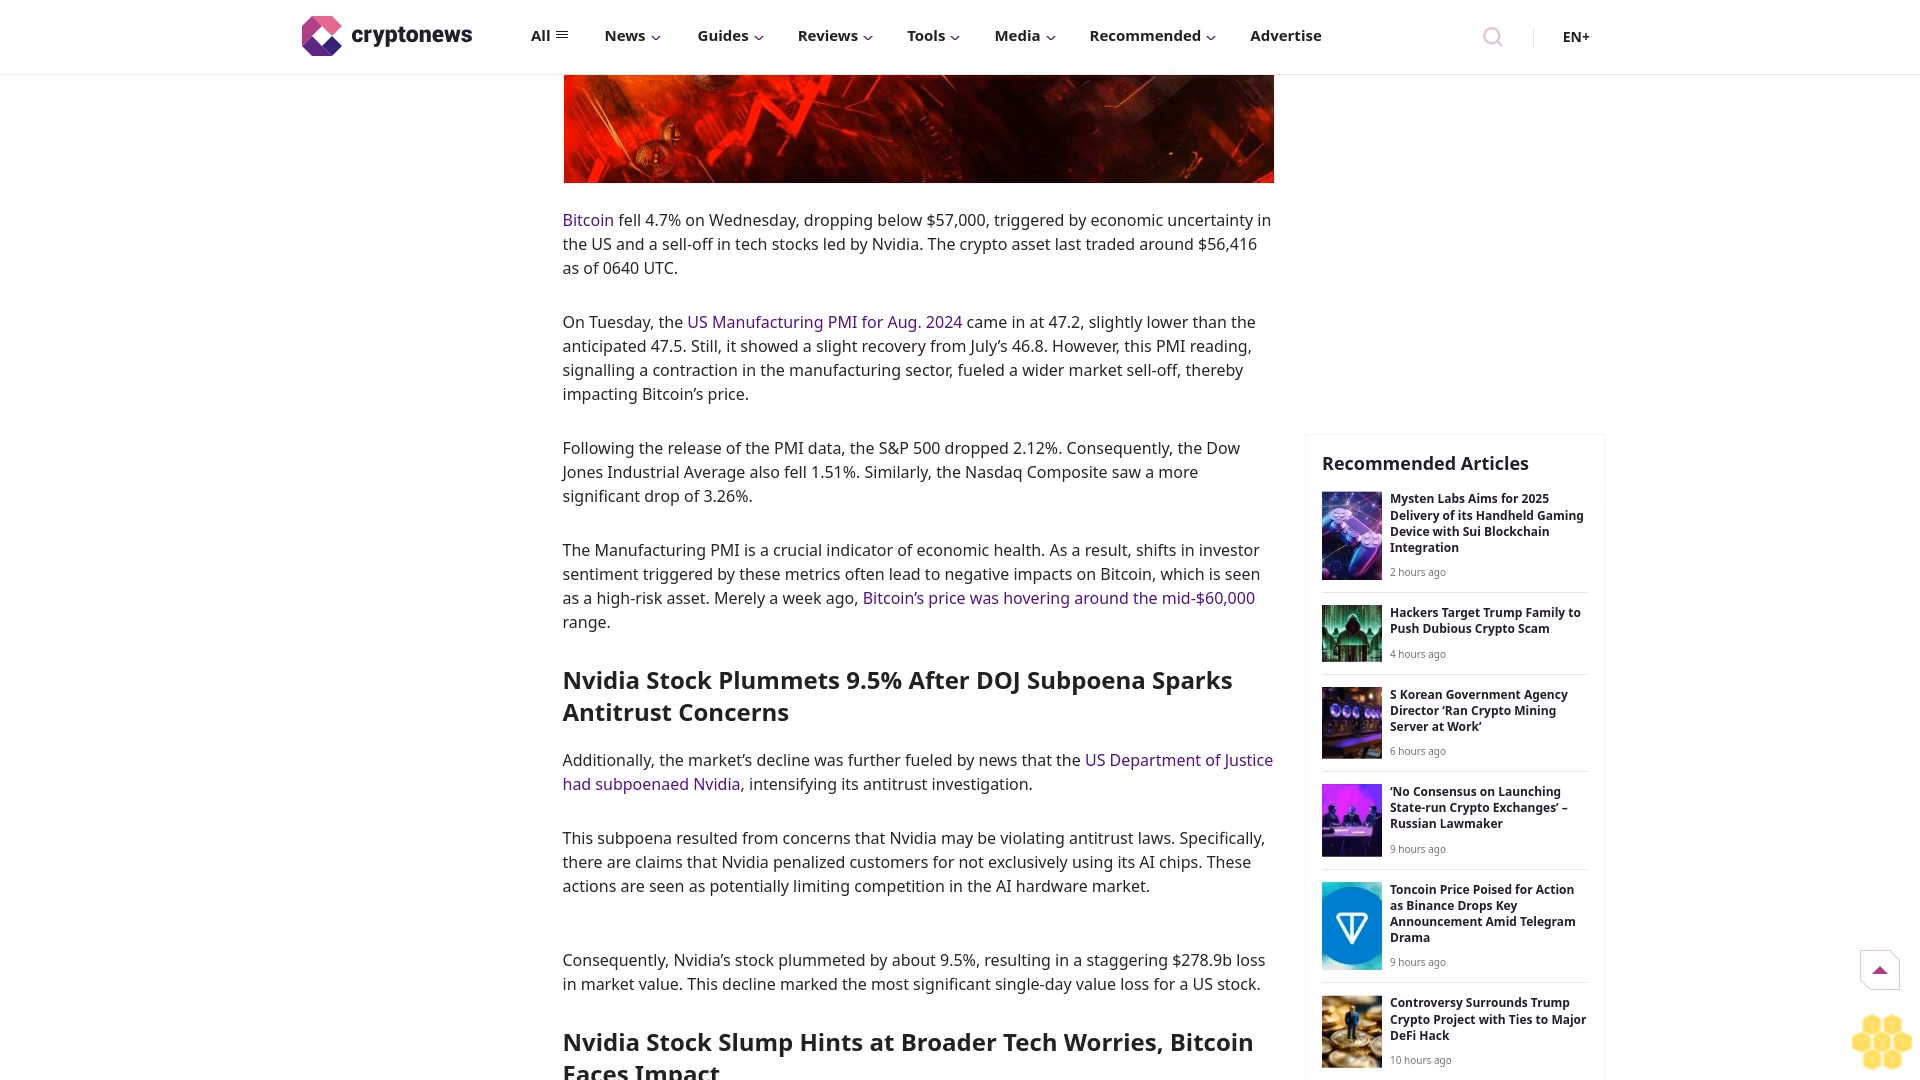 cryptonews
All
News
Guides
Reviews
Tools
Media
Recommended
Advertise
EN+
Bitcoin fell 4.7% on Wednesday, dropping below $57,000, triggered by economic uncertainty in
the US and a sell-off in tech stocks led by Nvidia. The crypto asset last traded around $56,416
as of 0640 UTC.
On Tuesday, the US Manufacturing PMI for Aug. 2024 came in at 47.2, slightly lower than the
anticipated 47.5. Still, it showed a slight recovery from July’s 46.8. However, this PMI reading,
signalling a contraction in the manufacturing sector, fueled a wider market sell-off, thereby
impacting Bitcoin’s price.
Following the release of the PMI data, the S&P 500 dropped 2.12%. Consequently, the Dow
Jones Industrial Average also fell 1.51%. Similarly, the Nasdaq Composite saw a more
significant drop of 3.26%.
The Manufacturing PMI is a crucial indicator of economic health. As a result, shifts in investor
sentiment triggered by these metrics often lead to negative impacts on Bitcoin, which is seen
as a high-risk asset. Merely a week ago, Bitcoin’s price was hovering around the mid-$60,000
range.
Nvidia Stock Plummets 9.5% After DOJ Subpoena Sparks
Antitrust Concerns
Additionally, the market’s decline was further fueled by news that the US Department of Justice
had subpoenaed Nvidia, intensifying its antitrust investigation.
This subpoena resulted from concerns that Nvidia may be violating antitrust laws. Specifically,
there are claims that Nvidia penalized customers for not exclusively using its AI chips. These
actions are seen as potentially limiting competition in the AI hardware market.
Consequently, Nvidia’s stock plummeted by about 9.5%, resulting in a staggering $278.9b loss
in market value. This decline marked the most significant single-day value loss for a US stock.
Nvidia Stock Slump Hints at Broader Tech Worries, Bitcoin
Faces Impact
Recommended Articles
Mysten Labs Aims for 2025
Delivery of its Handheld Gaming
Device with Sui Blockchain
Integration
2 hours ago
Hackers Target Trump Family to
Push Dubious Crypto Scam
4 hours ago
S Korean Government Agency
Director ‘Ran Crypto Mining
Server at Work’
6 hours ago
‘No Consensus on Launching
State-run Crypto Exchanges’ –
Russian Lawmaker
9 hours ago
Toncoin Price Poised for Action
as Binance Drops Key
Announcement Amid Telegram
Drama
9 hours ago
Controversy Surrounds Trump
Crypto Project with Ties to Major
DeFi Hack
10 hours ago